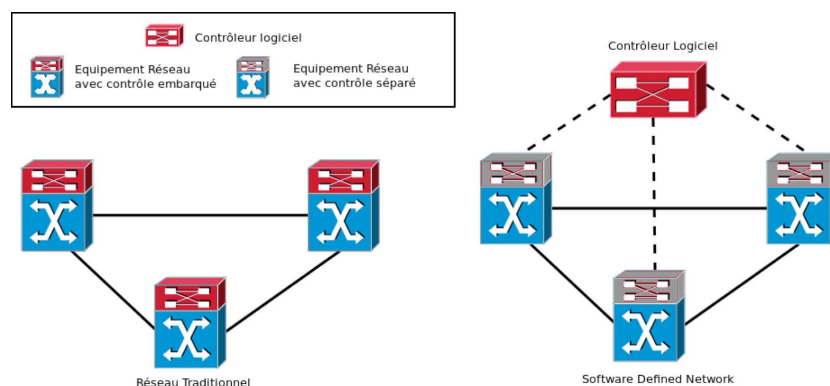 Contrôleur logiciel
Equipement Réseau
avec contrôle embarqué
Equipement Réseau
avec contrôle séparé
Contrôleur Logiciel
Réseau Traditionnel
Software Defined Network